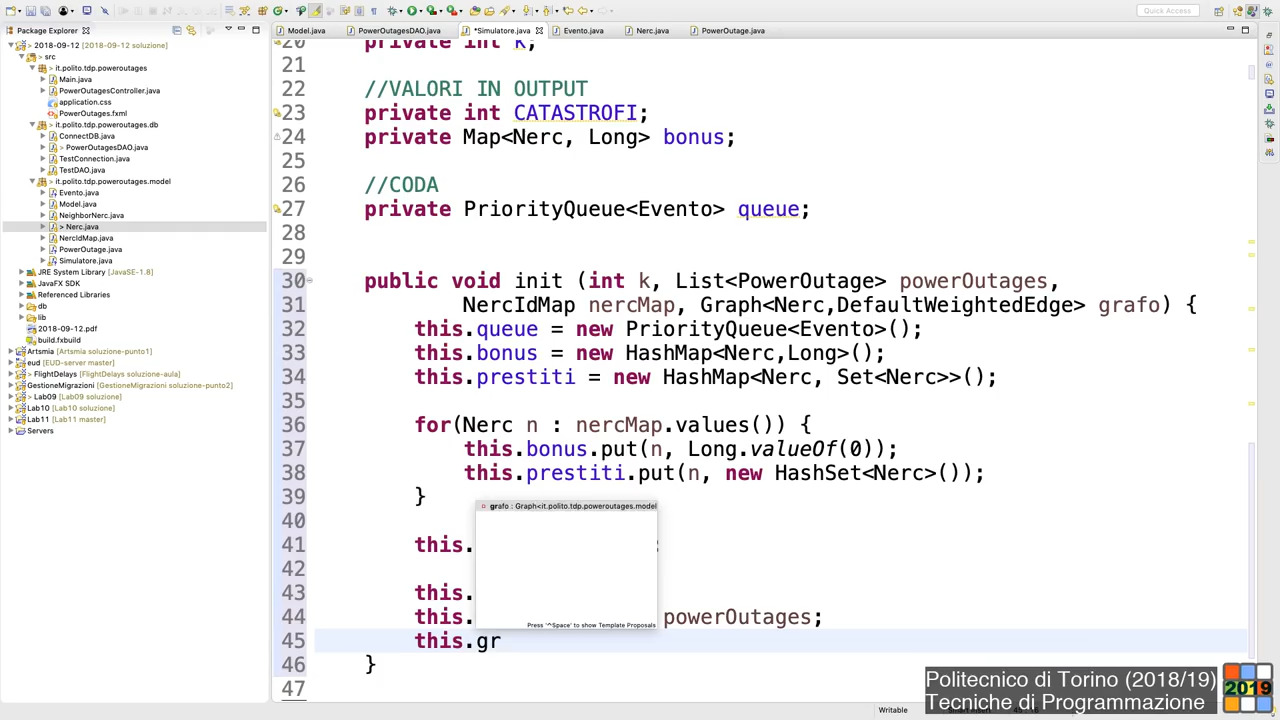 Quick Access
Package Explorer
Model.java
PowerOutagesDAO.java
*Simulatore.java
Evento.java
Nerc.java
PowerOutage.java
> 2018-09-12 [2018-09-12 soluzione]
> src
> it.polito.tdp.poweroutages
Main.java
PowerOutagesController.java
application.css
PowerOutages.fxml
> it.polito.tdp.poweroutages.db
ConnectDB.java
> PowerOutagesDAO.java
TestConnection.java
TestDAO.java
> it.polito.tdp.poweroutages.model
Evento.java
Model.java
NeighborNerc.java
> Nerc.java
NercIdMap.java
PowerOutage.java
Simulatore.java
JRE System Library [JavaSE-1.8]
JavaFX SDK
Referenced Libraries
db
lib
2018-09-12.pdf
build.fxbuild
Artsmia [Artsmia soluzione-punto1]
eud [EUD-server master]
> FlightDelays [FlightDelays soluzione-aula]
GestioneMigrazioni [GestioneMigrazioni soluzione-punto2]
> Lab09 [Lab09 soluzione]
Lab10 [Lab10 soluzione]
Lab11 [Lab11 master]
Servers
20 private int K;
21
22 //VALORI IN OUTPUT
23 private int CATASTROFI;
24 private Map<Nerc, Long> bonus;
25
26 //CODA
27 private PriorityQueue<Evento> queue;
28
29
30 public void init (int k, List<PowerOutage> powerOutages,
31 NercIdMap nercMap, Graph<Nerc,DefaultWeightedEdge> grafo) {
32 this.queue = new PriorityQueue<Evento>();
33 this.bonus = new HashMap<Nerc,Long>();
34 this.prestiti = new HashMap<Nerc, Set<Nerc>>();
35
36 for(Nerc n : nercMap.values()) {
37 this.bonus.put(n, Long.valueOf(0));
38 this.prestiti.put(n, new HashSet<Nerc>());
39 }
40
41 this.
42
43 this.
44 this. powerOutages;
45 this.gr
46 }
47
grafo : Graph<it.polito.tdp.poweroutages.model
Press '^Space' to show Template Proposals
Writable
Politecnico di Torino (2018/19)
Tecniche di Programmazione
2019